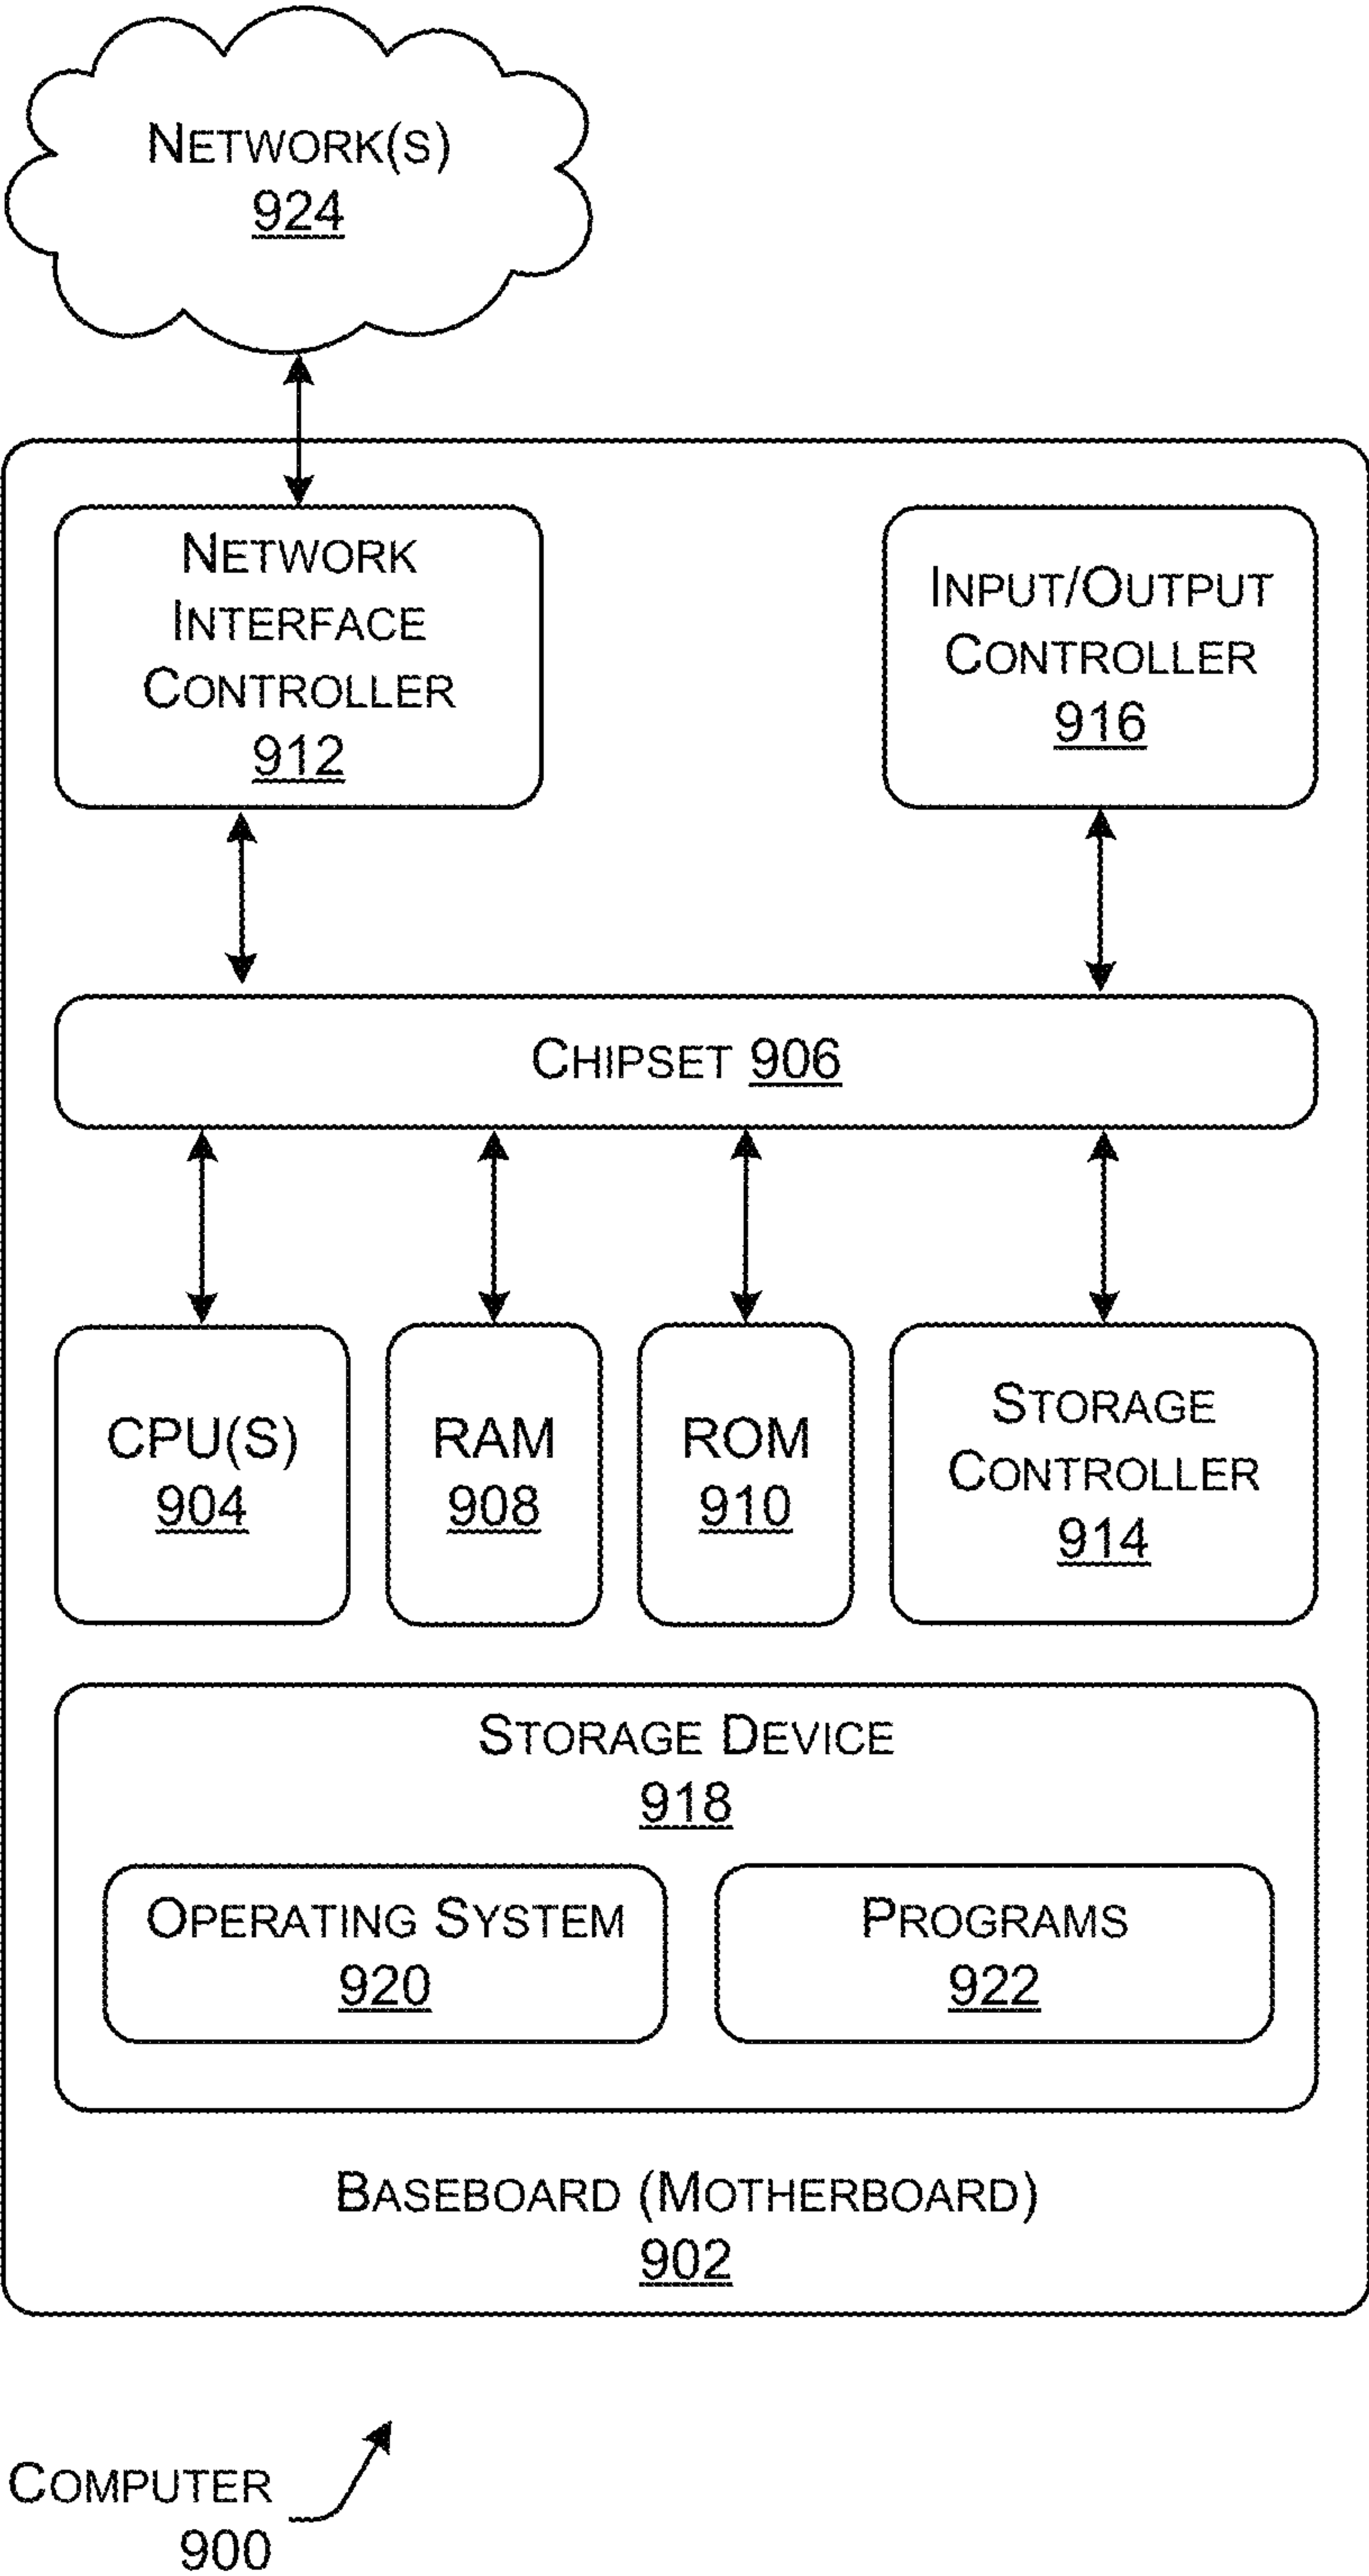 NETWORK(S)
924
NETWORK
INTERFACE
CONTROLLER
912
INPUT/OUTPUT
CONTROLLER
916
CHIPSET 906
CPU(S)
904
RAM
908
ROM
910
STORAGE
CONTROLLER
914
STORAGE DEVICE
918
OPERATING SYSTEM
920
PROGRAMS
922
BASEBOARD (MOTHERBOARD)
902
COMPUTER
900